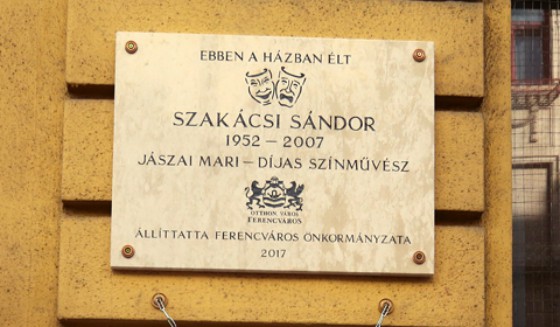 EBBEN A HÁZBAN ÉLT
SZAKÁCSI SÁNDOR
1952 – 2007
JÁSZAI MARI – DÍJAS SZÍNMŰVÉSZ
OTTHON, VÁROS
FERENCVÁROS
ÁLLÍTTATTA FERENCVÁROS ÖNKORMÁNYZATA
2017